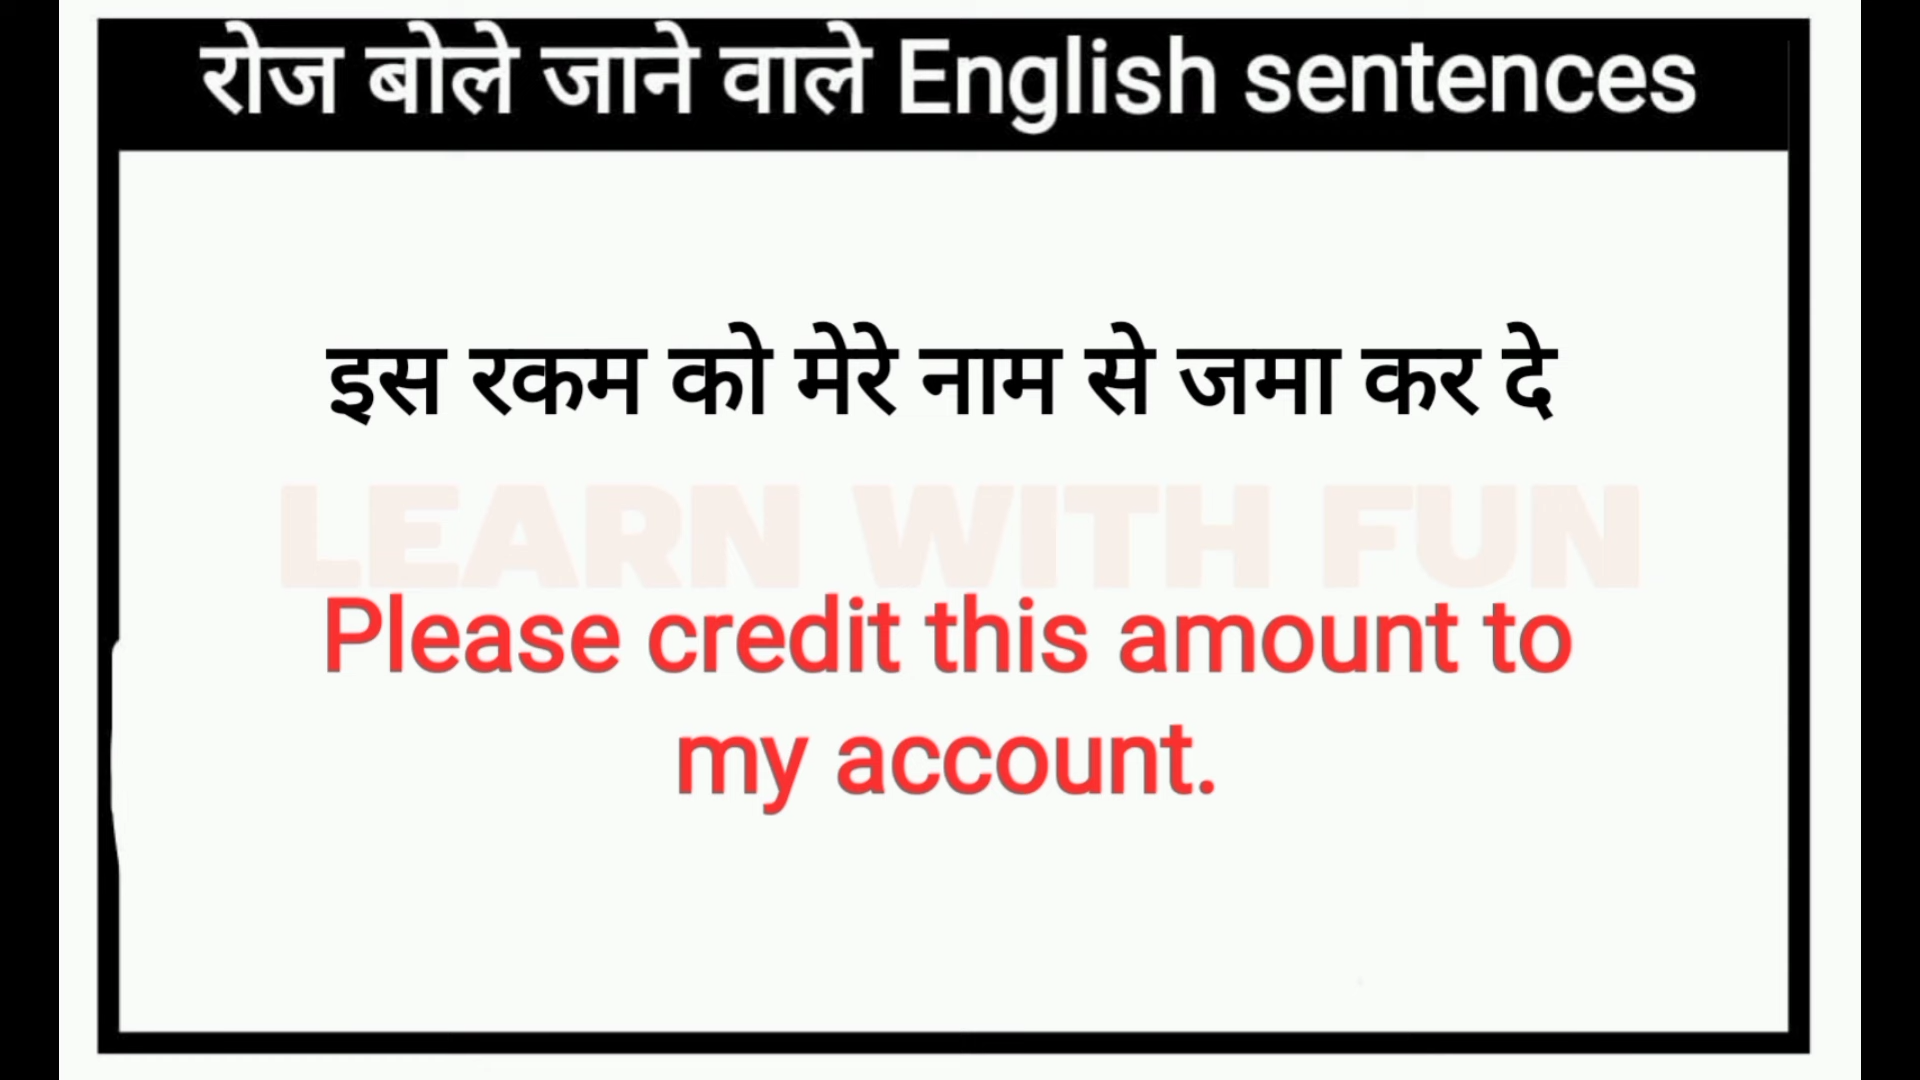 रोज बोले जाने वाले English sentences
इस रकम को मेरे नाम से जमा कर दे
LEARN WITH FUN
Please credit this amount to
my account.